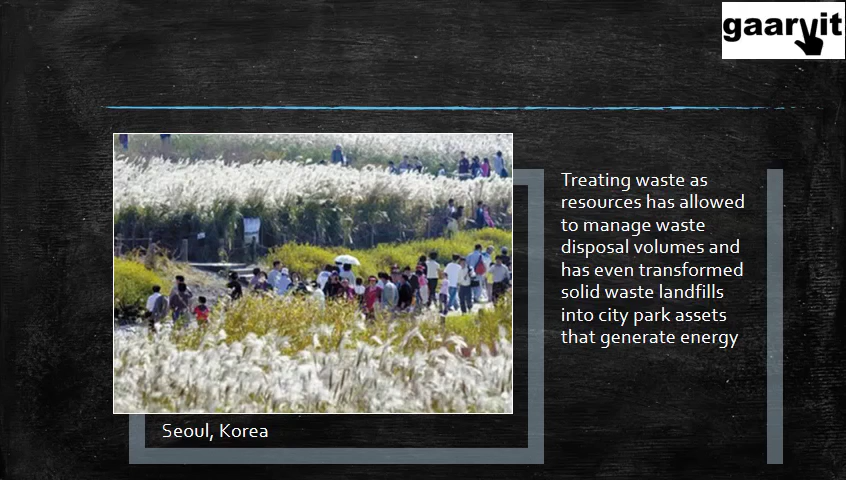 gaarvit
Treating waste as
resources has allowed
to manage waste
disposal volumes and
has even transformed
solid waste landfills
into city park assets
that generate energy
Seoul, Korea